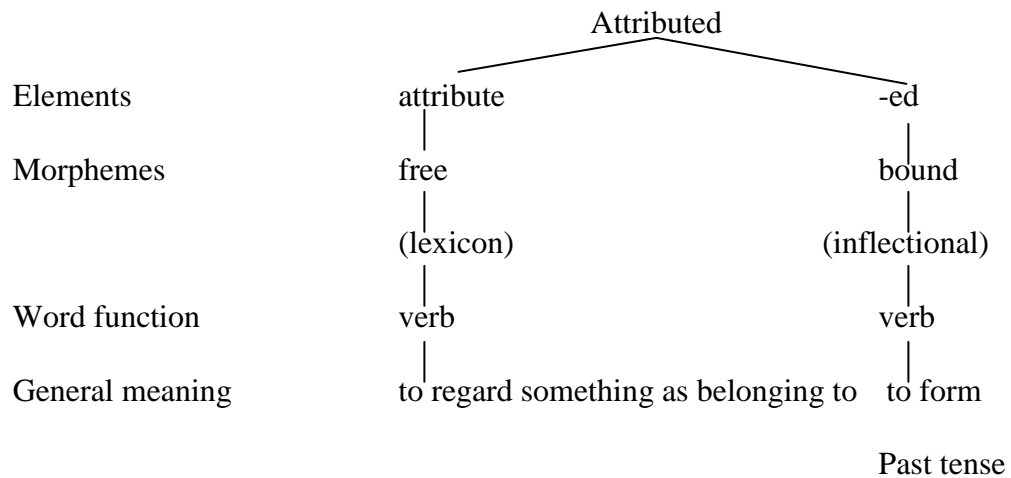 Attributed
Elements attribute -ed
Morphemes free bound
(lexicon) (inflectional)
Word function verb verb
General meaning to regard something as belonging to to form
Past tense